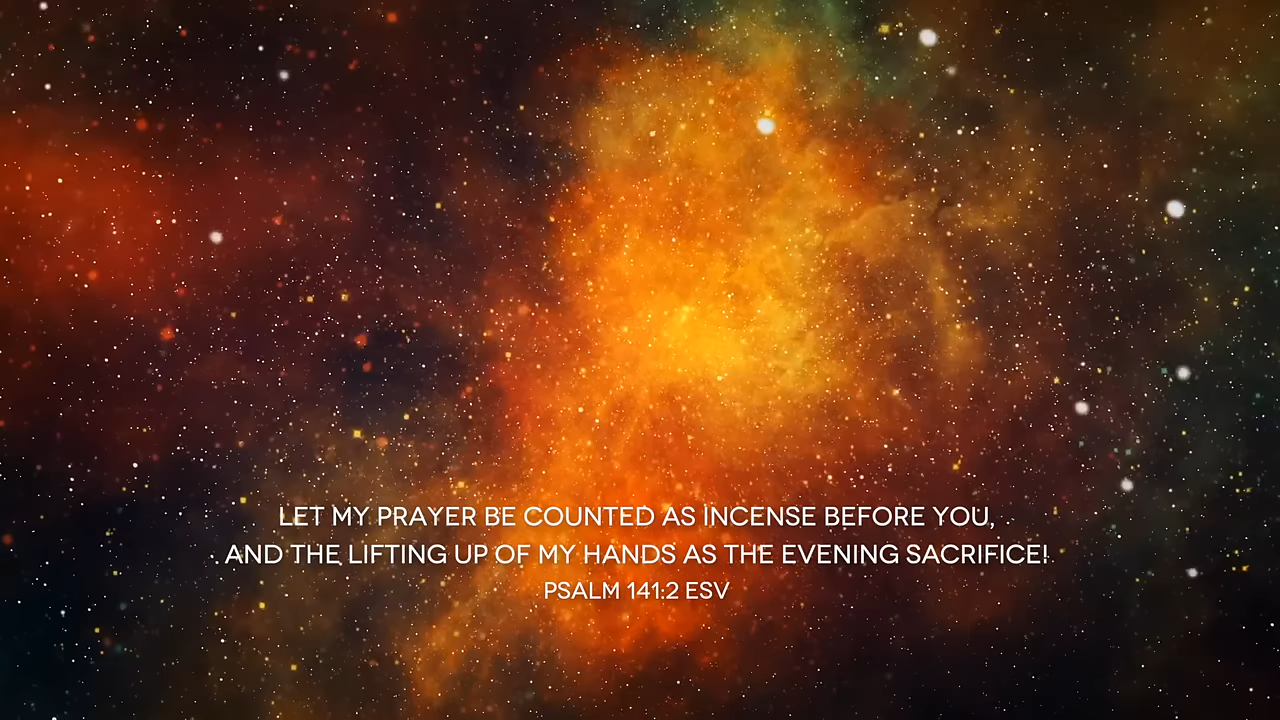 LET MY PRAYER BE COUNTED AS INCENSE BEFORE YOU,
AND THE LIFTING UP OF MY HANDS AS THE EVENING SACRIFICE!
PSALM 141:2 ESV